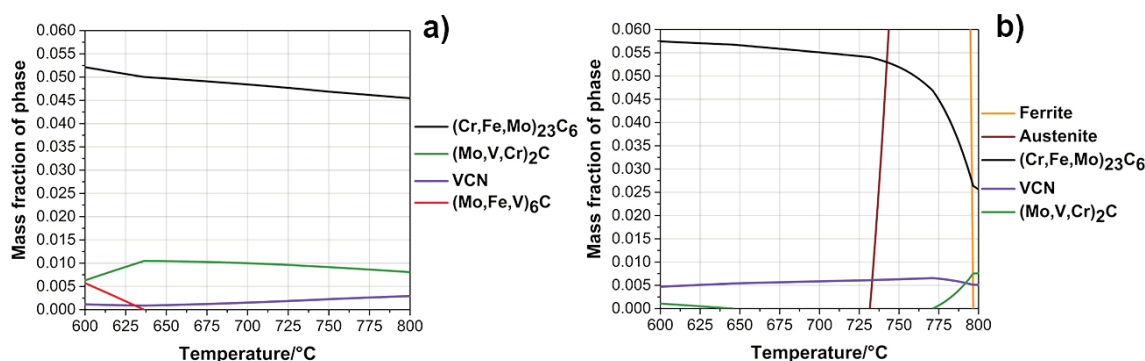 a)
0.060
0.055
0.050
0.045
0.040
0.035
0.030
0.025
0.020
0.015
0.010
0.005
0.000
Mass fraction of phase
600 625 650 675 700 725 750 775 800
Temperature/°C
(Cr,Fe,Mo)23C6
(Mo,V,Cr)2C
VCN
(Mo,Fe,V)6C
b)
0.060
0.055
0.050
0.045
0.040
0.035
0.030
0.025
0.020
0.015
0.010
0.005
0.000
Mass fraction of phase
600 625 650 675 700 725 750 775 800
Temperature/°C
Ferrite
Austenite
(Cr,Fe,Mo)23C6
VCN
(Mo,V,Cr)2C